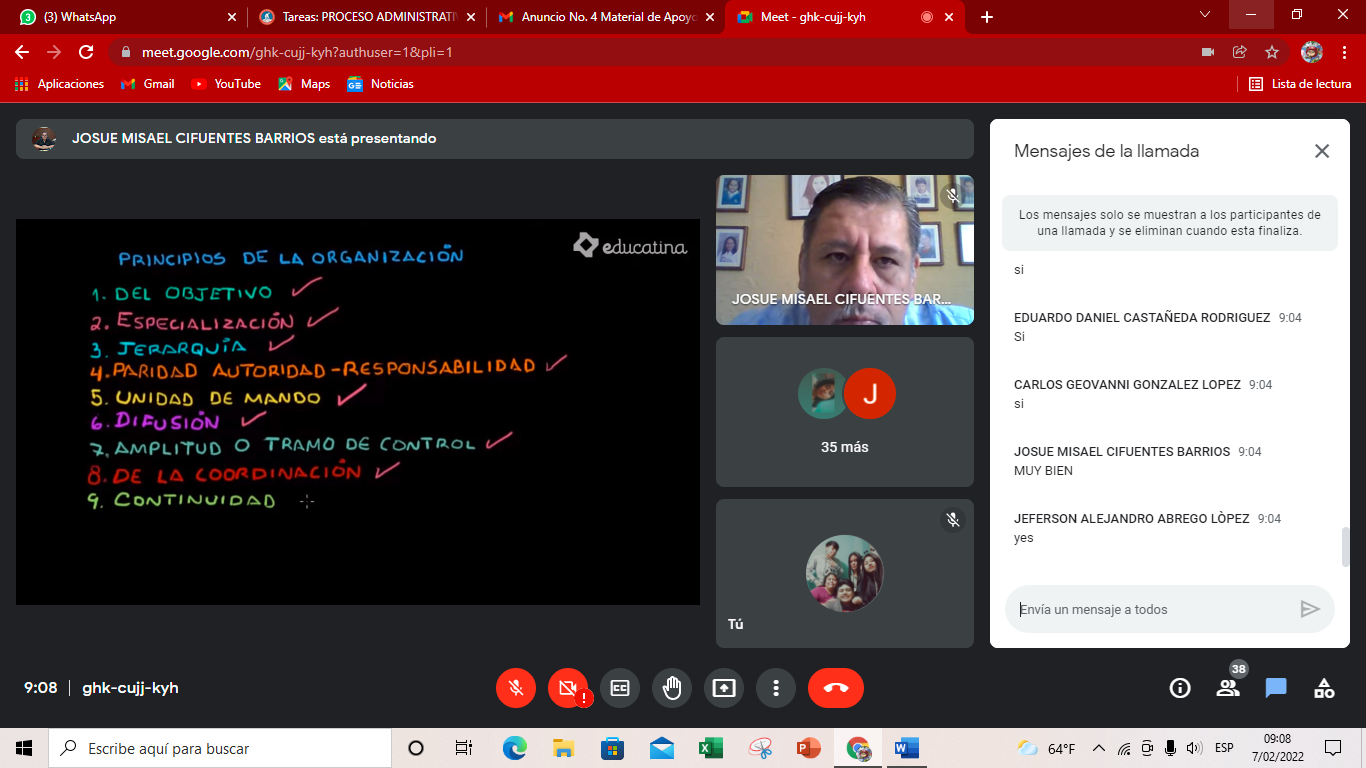 (3) WhatsApp
Tareas: PROCESO ADMINISTRATIV
Anuncio No. 4 Material de Apoyo
Meet - ghk-cujj-kyh
meet.google.com/ghk-cujj-kyh?authuser=1&pli=1
Aplicaciones
Gmail
YouTube
Maps
Noticias
Lista de lectura
JOSUE MISAEL CIFUENTES BARRIOS está presentando
educatina
PRINCIPIOS DE LA ORGANIZACIÓN
1. DEL OBJETIVO
2. ESPECIALIZACIÓN
3. JERARQUÍA
4. PARIDAD AUTORIDAD-RESPONSABILIDAD
5. UNIDAD DE MANDO
6. DIFUSIÓN
7. AMPLITUD O TRAMO DE CONTROL
8. DE LA COORDINACIÓN
9. CONTINUIDAD
JOSUE MISAEL CIFUENTES BAR...
J
35 más
Tú
Mensajes de la llamada
Los mensajes solo se muestran a los participantes de
una llamada y se eliminan cuando esta finaliza.
si
EDUARDO DANIEL CASTAÑEDA RODRIGUEZ 9:04
Si
CARLOS GEOVANNI GONZALEZ LOPEZ 9:04
si
JOSUE MISAEL CIFUENTES BARRIOS 9:04
MUY BIEN
JEFERSON ALEJANDRO ABREGO LÒPEZ 9:04
yes
Envía un mensaje a todos
9:08 | ghk-cujj-kyh
38
Escribe aquí para buscar
64°F
ESP
09:08
7/02/2022